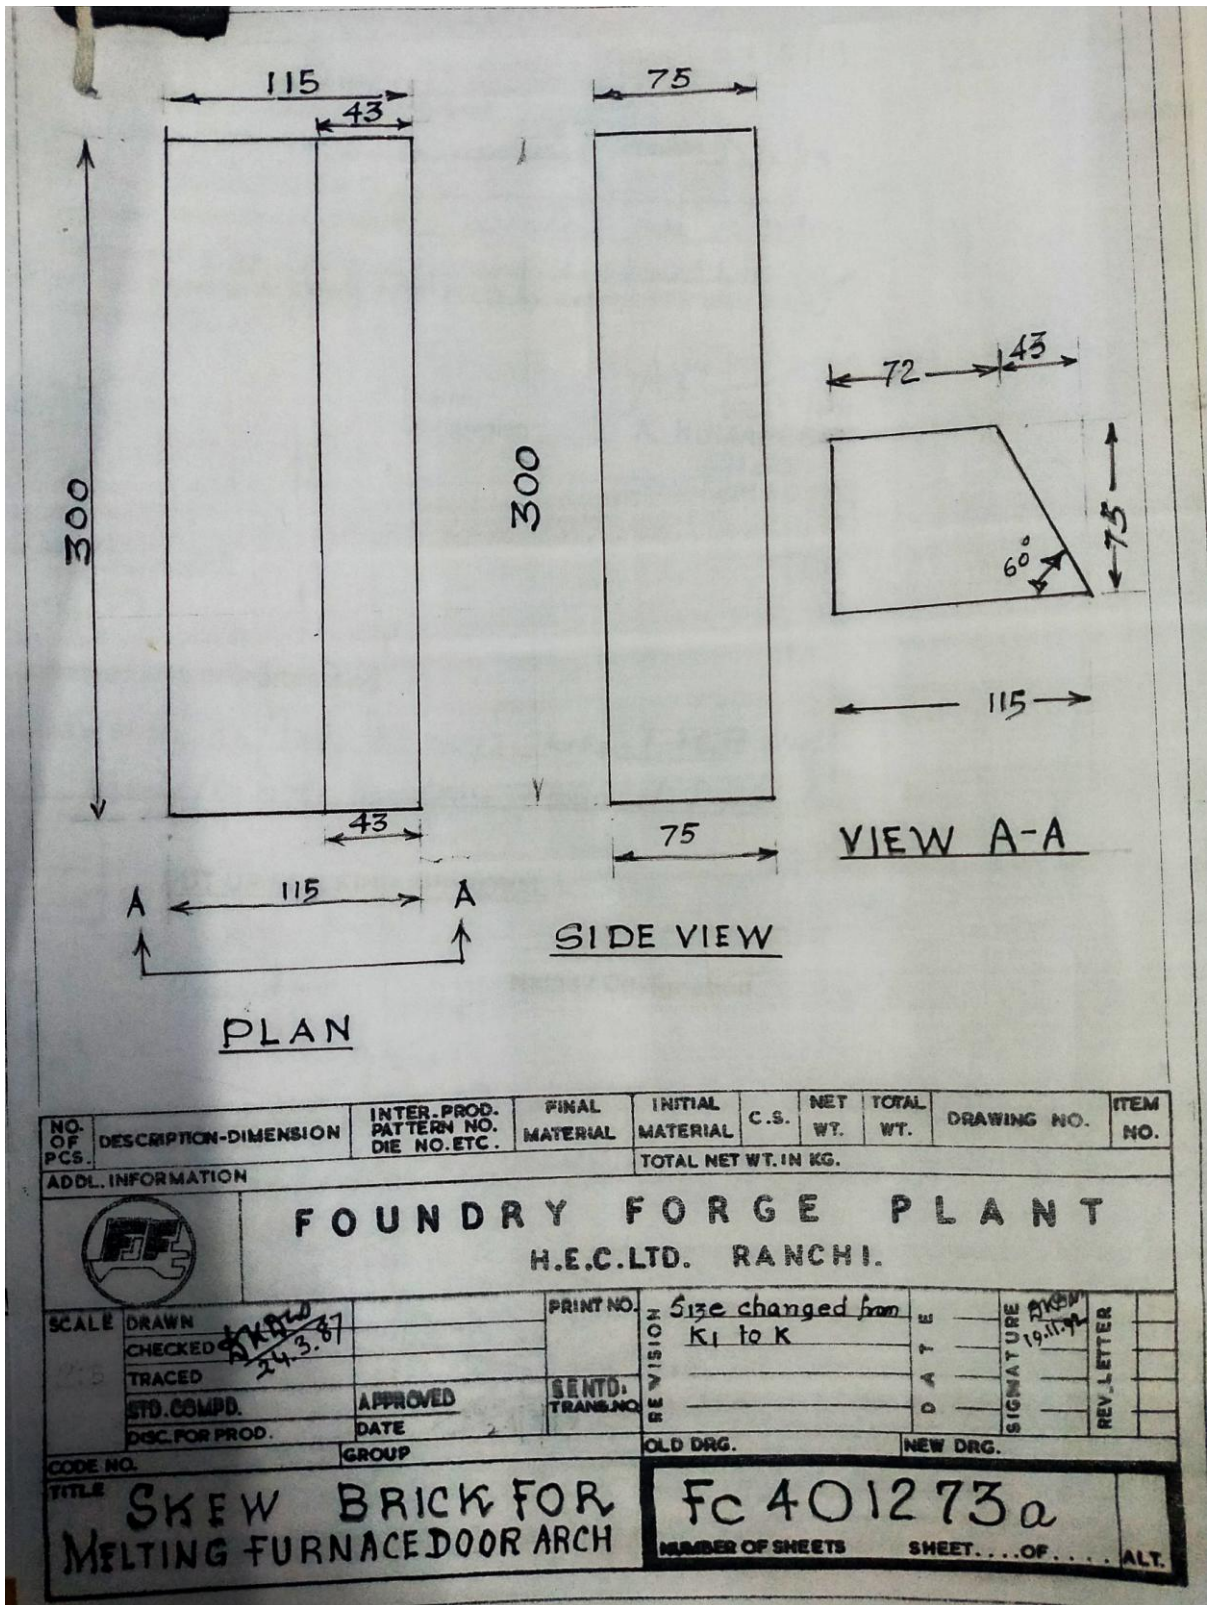 115
43
75
300
300
72
43
75
60°
115
43
75
A 115 A
VIEW A-A
SIDE VIEW
PLAN
NO. OF PCS.
DESCRIPTION-DIMENSION
INTER. PROD. PATTERN NO. DIE NO. ETC.
FINAL MATERIAL
INITIAL MATERIAL
C.S.
NET WT.
TOTAL WT.
DRAWING NO.
ITEM NO.
ADDL. INFORMATION
TOTAL NET WT. IN KG.
FOUNDRY FORGE PLANT
H.E.C. LTD. RANCHI.
SCALE
DRAWN
CHECKED
24.3.87
TRACED
STD. COMPD.
DISC. FOR PROD.
APPROVED
DATE
PRINT NO.
SENTD. TRANS. NO
REVISION
Size changed from
K1 to K
DATE
SIGNATURE
19.11.92
REV. LETTER
CODE NO.
GROUP
OLD DRG.
NEW DRG.
TITLE
SKEW BRICK FOR
MELTING FURNACE DOOR ARCH
Fc 401273a
NUMBER OF SHEETS SHEET....OF.... ALT.